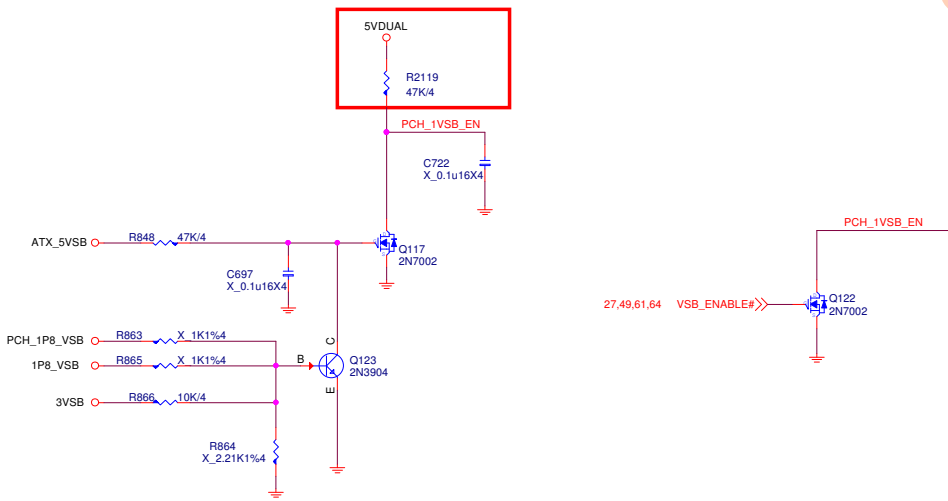 5VDUAL
R2119
47K/4
PCH_1VSB_EN
C722
X_0.1u16X4
PCH_1VSB_EN
ATX_5VSB
R848
47K/4
Q117
2N7002
C697
X_0.1u16X4
27,49,61,64
VSB_ENABLE#
Q122
2N7002
PCH_1P8_VSB
R863
X_1K1%4
C
1P8_VSB
R865
X_1K1%4
B
Q123
2N3904
E
3VSB
R866
10K/4
R864
X_2.21K1%4